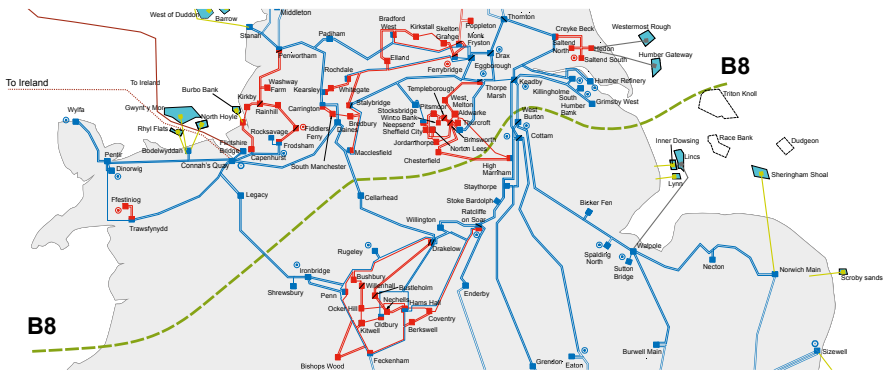 West of Duddon
Barrow
Middleton
Stanah
Padiham
Bradford
West
Kirkstall
Skelton
Grange
Poppleton
Monk
Fryston
Thornton
Creyke Beck
Saltend
North
Hedon
Saltend South
Westermost Rough
Humber Gateway
Penwortham
Elland
Ferrybridge
Eggborough
Drax
Rochdale
Washway
Farm
Kearsley
Whitegate
Templeborough
Thorpe
Marsh
Keadby
Killingholme
Humber Refinery
South
Humber
Bank
Grimsby West
B8
Triton Knoll
To Ireland
To Ireland
Burbo Bank
Kirkby
Carrington
Stalybridge
Stocksbridge
Pitsmoor
West
Melton
Winco Bank
Neepsend
Sheffield City
Aldwarke
Thurcroft
West
Burton
Wylfa
Gwynt y Mor
North Hoyle
Rhyl Flats
Rainhill
Fiddlers
Ferry
Bredbury
Daines
Jordanthorpe
Brinsworth
Norton Lees
Cottam
Race Bank
Dudgeon
Bodelwyddan
Rocksavage
Flintshire
Bridge
Frodsham
Capenhurst
Macclesfield
South Manchester
Chesterfield
High
Marnham
Inner Dowsing
Lincs
Lynn
Sheringham Shoal
Pentir
Dinorwig
Connah's Quay
Legacy
Cellarhead
Staythorpe
Stoke Bardolph
Ratcliffe
on Soar
Willington
Bicker Fen
Ffestiniog
Trawsfynydd
Rugeley
Drakelow
Spalding
North
Sutton
Bridge
Walpole
Necton
Norwich Main
Scroby sands
Ironbridge
Shrewsbury
Penn
Bushbury
Willenhall
Bustleholm
Nechells
Hams Hall
Enderby
Ocker Hill
Oldbury
Coventry
Berkswell
Kitwell
B8
Bishops Wood
Feckenham
Grendon
Eaton
Burwell Main
Sizewell